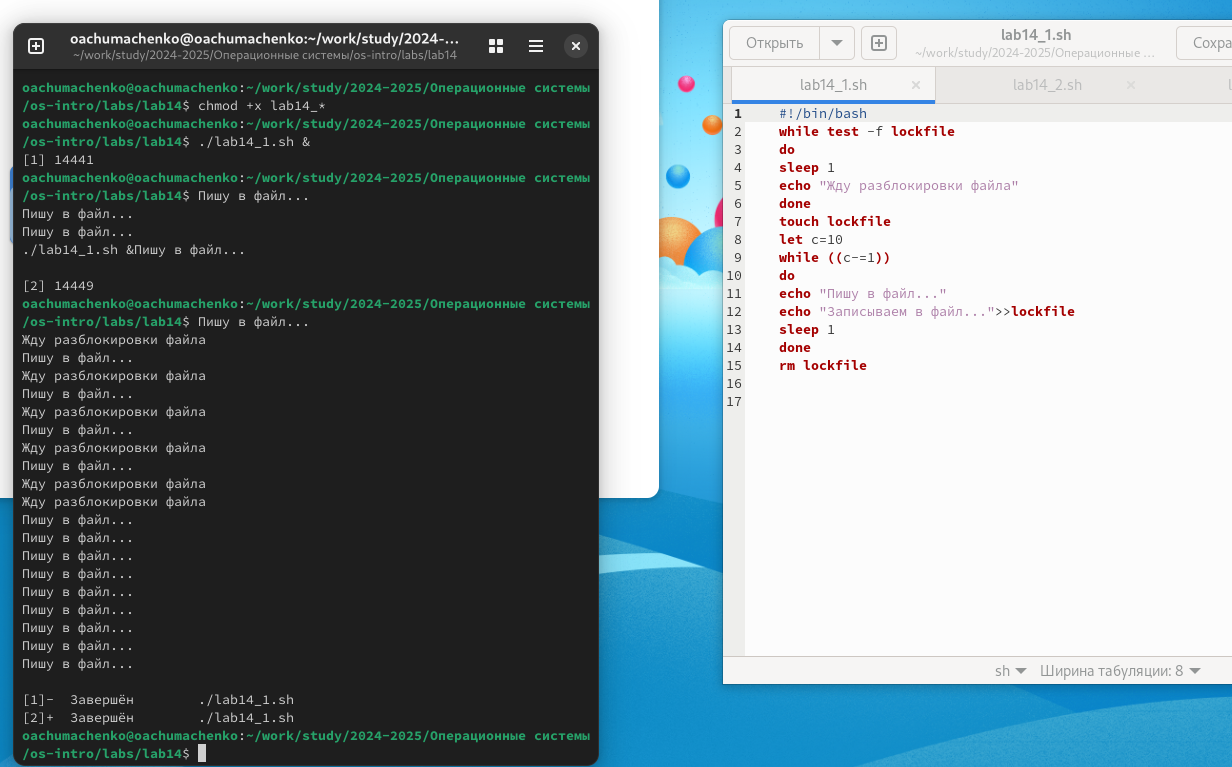 oachumachenko@oachumachenko:~/work/study/2024-...
~/work/study/2024-2025/Операционные системы/os-intro/labs/lab14
oachumachenko@oachumachenko:~/work/study/2024-2025/Операционные системы
/os-intro/labs/lab14$ chmod +x lab14_*
oachumachenko@oachumachenko:~/work/study/2024-2025/Операционные системы
/os-intro/labs/lab14$ ./lab14_1.sh &
[1] 14441
oachumachenko@oachumachenko:~/work/study/2024-2025/Операционные системы
/os-intro/labs/lab14$ Пишу в файл...
Пишу в файл...
Пишу в файл...
./lab14_1.sh &Пишу в файл...
[2] 14449
oachumachenko@oachumachenko:~/work/study/2024-2025/Операционные системы
/os-intro/labs/lab14$ Пишу в файл...
Жду разблокировки файла
Пишу в файл...
Жду разблокировки файла
Пишу в файл...
Жду разблокировки файла
Пишу в файл...
Жду разблокировки файла
Пишу в файл...
Жду разблокировки файла
Жду разблокировки файла
Пишу в файл...
Пишу в файл...
Пишу в файл...
Пишу в файл...
Пишу в файл...
Пишу в файл...
Пишу в файл...
Пишу в файл...
Пишу в файл...
[1]-  Завершён        ./lab14_1.sh
[2]+  Завершён        ./lab14_1.sh
oachumachenko@oachumachenko:~/work/study/2024-2025/Операционные системы
/os-intro/labs/lab14$
Открыть
lab14_1.sh
~/work/study/2024-2025/Операционные ...
Сохра
lab14_1.sh
lab14_2.sh
1 #!/bin/bash
2 while test -f lockfile
3 do
4 sleep 1
5 echo "Жду разблокировки файла"
6 done
7 touch lockfile
8 let c=10
9 while ((c-=1))
10 do
11 echo "Пишу в файл..."
12 echo "Записываем в файл...">>lockfile
13 sleep 1
14 done
15 rm lockfile
16
17
sh
Ширина табуляции: 8